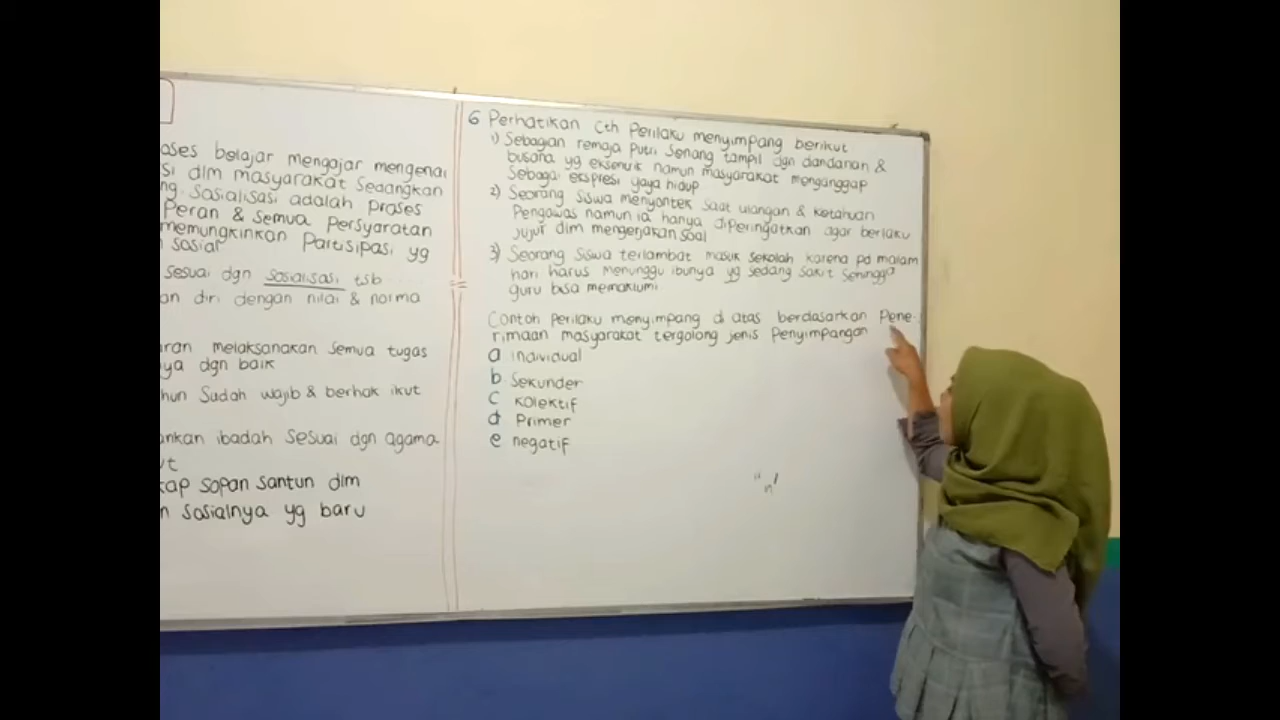 oses belajar mengajar mengenai
si dlm masyarakat sedangkan
ng. Sosialisasi adalah proses
Peran & Semua Persyaratan
memungkinkan Partisipasi yg
n sosial
sesuai dgn sosialisasi tsb...
an diri dengan nilai & norma
ran melaksanakan semua tugas
ya dgn baik
hun sudah wajib & berhak ikut
ankan ibadah sesuai dgn agama
ut
kap sopan santun dlm
n sosialnya yg baru
6 Perhatikan Cth Perilaku menyimpang berikut
1) Sebagian remaja Putri Senang tampil dgn dandanan &
busana yg eksentrik namun masyarakat menganggap
Sebagai ekspresi gaya hidup
2) Seorang siswa menyontek saat ulangan & ketahuan
Pengawas namun ia hanya diperingatkan agar berlaku
jujur dlm mengerjakan soal
3) Seorang siswa terlambat masuk sekolah karena pd malam
hari harus menunggu ibunya yg sedang sakit sehingga
guru bisa memaklumi
Contoh Perilaku menyimpang di atas berdasarkan Pene-
rimaan masyarakat tergolong jenis Penyimpangan
a individual
b Sekunder
c kolektif
d Primer
e negatif
"n"